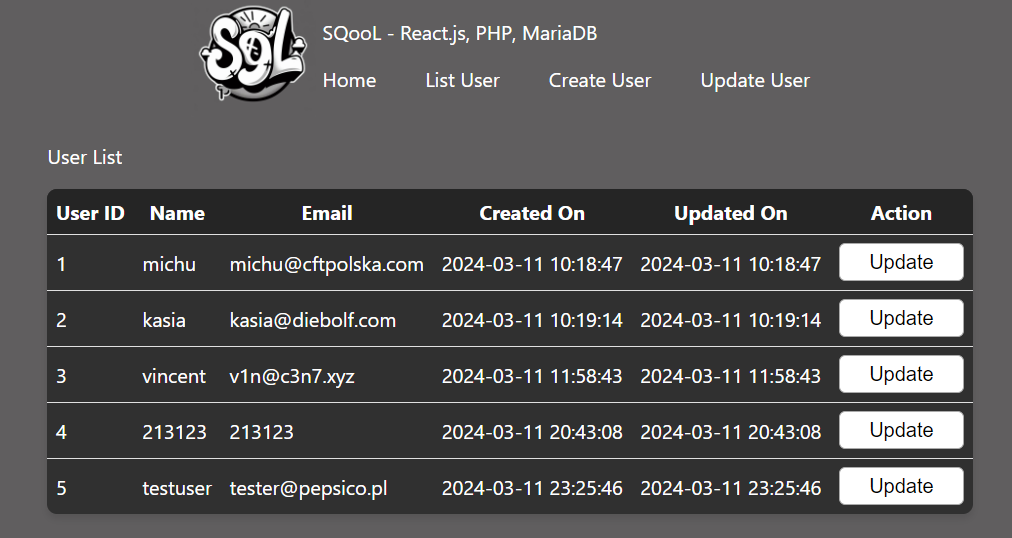 SQL
SQooL - React.js, PHP, MariaDB
Home List User Create User Update User
User List
User ID Name Email Created On Updated On Action
1 michu michu@cftpolska.com 2024-03-11 10:18:47 2024-03-11 10:18:47 Update
2 kasia kasia@diebolf.com 2024-03-11 10:19:14 2024-03-11 10:19:14 Update
3 vincent v1n@c3n7.xyz 2024-03-11 11:58:43 2024-03-11 11:58:43 Update
4 213123 213123 2024-03-11 20:43:08 2024-03-11 20:43:08 Update
5 testuser tester@pepsico.pl 2024-03-11 23:25:46 2024-03-11 23:25:46 Update